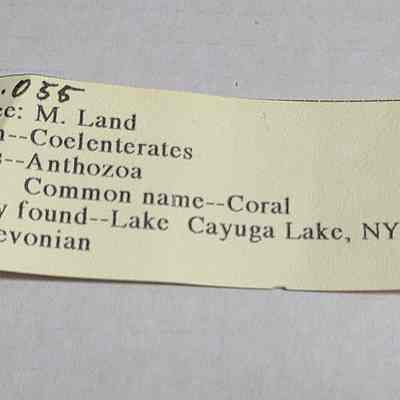 .055
ce: M. Land
--Coelenterates
--Anthozoa
Common name--Coral
y found--Lake Cayuga Lake, NY
evonian